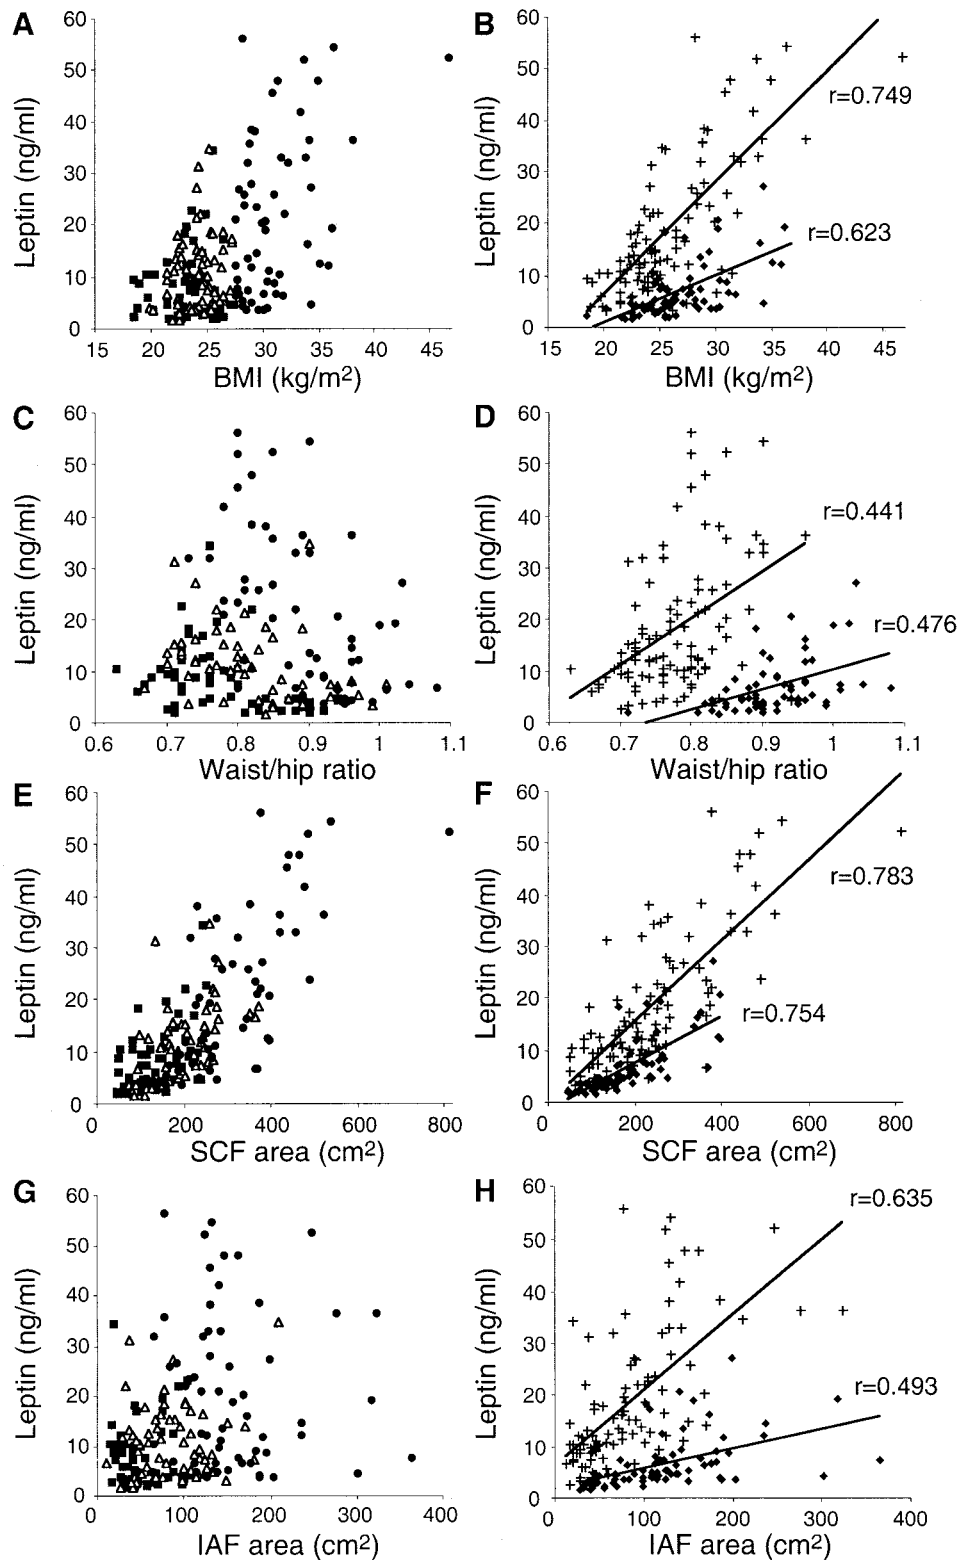 A
Leptin (ng/ml)
60
50
40
30
20
10
0
15 20 25 30 35 40 45
BMI (kg/m2)
B
Leptin (ng/ml)
60
50
40
30
20
10
0
r=0.749
r=0.623
15 20 25 30 35 40 45
BMI (kg/m2)
C
Leptin (ng/ml)
60
50
40
30
20
10
0
0.6 0.7 0.8 0.9 1 1.1
Waist/hip ratio
D
Leptin (ng/ml)
60
50
40
30
20
10
0
r=0.441
r=0.476
0.6 0.7 0.8 0.9 1 1.1
Waist/hip ratio
E
Leptin (ng/ml)
60
50
40
30
20
10
0
0 200 400 600 800
SCF area (cm2)
F
Leptin (ng/ml)
60
50
40
30
20
10
0
r=0.783
r=0.754
0 200 400 600 800
SCF area (cm2)
G
Leptin (ng/ml)
60
50
40
30
20
10
0
0 100 200 300 400
IAF area (cm2)
H
Leptin (ng/ml)
60
50
40
30
20
10
0
r=0.635
r=0.493
0 100 200 300 400
IAF area (cm2)